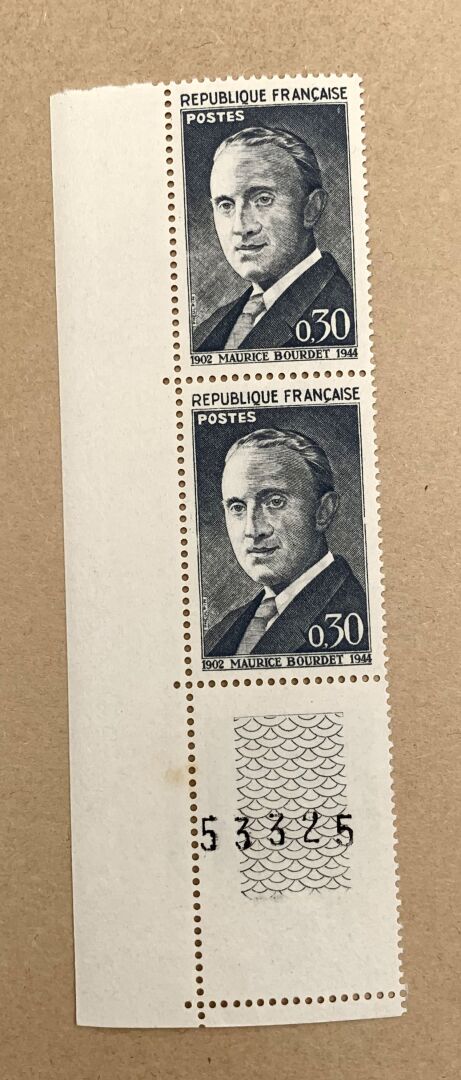 REPUBLIQUE FRANÇAISE
POSTES
0,30
1902 MAURICE BOURDET 1944
REPUBLIQUE FRANÇAISE
POSTES
0,30
1902 MAURICE BOURDET 1944
53325